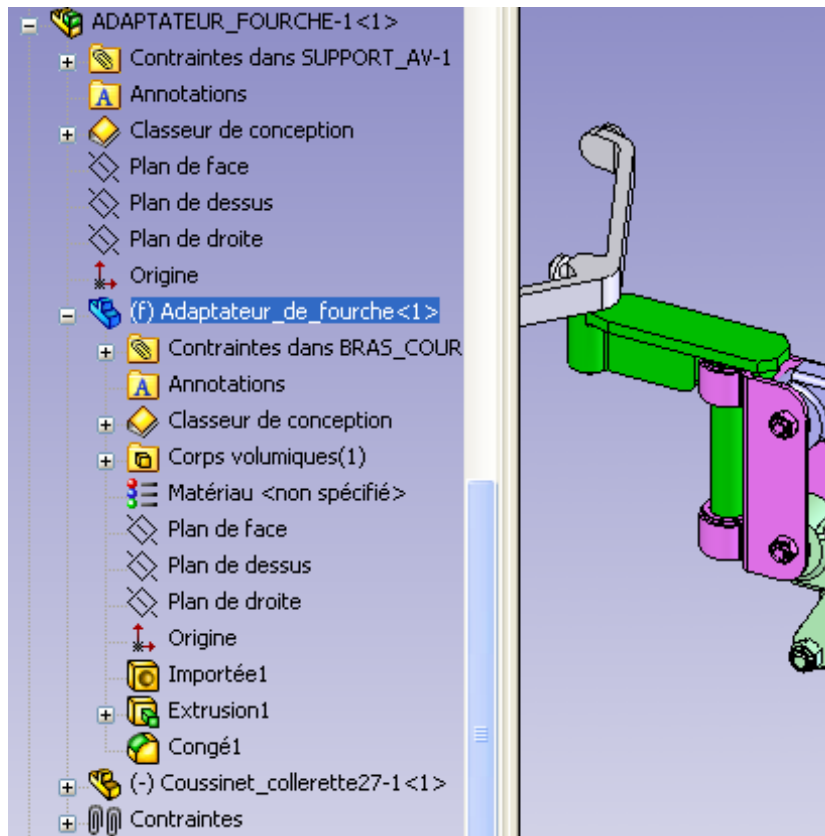 ADAPTATEUR_FOURCHE-1<1>
Contraintes dans SUPPORT_AV-1
A Annotations
Classeur de conception
Plan de face
Plan de dessus
Plan de droite
Origine
(f) Adaptateur_de_fourche<1>
Contraintes dans BRAS_COUR
A Annotations
Classeur de conception
Corps volumiques(1)
Matériau <non spécifié>
Plan de face
Plan de dessus
Plan de droite
Origine
Importée1
Extrusion1
Congé1
(-) Coussinet_collerette27-1<1>
Contraintes